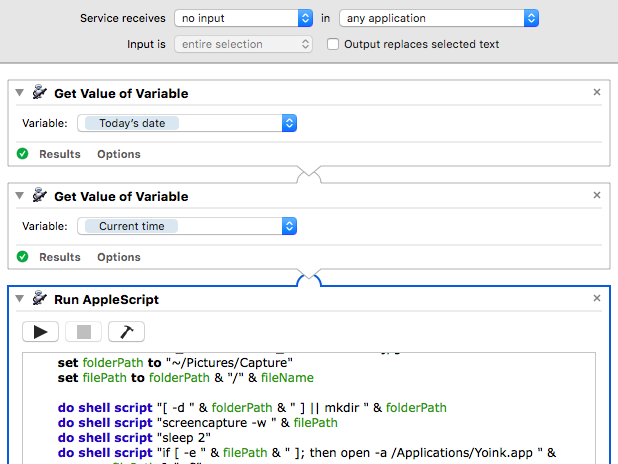 Service receives no input in any application
Input is entire selection Output replaces selected text
Get Value of Variable
Variable: Today's date
Results Options
Get Value of Variable
Variable: Current time
Results Options
Run AppleScript
set folderPath to "~/Pictures/Capture"
set filePath to folderPath & "/" & fileName
do shell script "[ -d " & folderPath & " ] || mkdir " & folderPath
do shell script "screencapture -w " & filePath
do shell script "sleep 2"
do shell script "if [ -e " & filePath & " ]; then open -a /Applications/Yoink.app " &